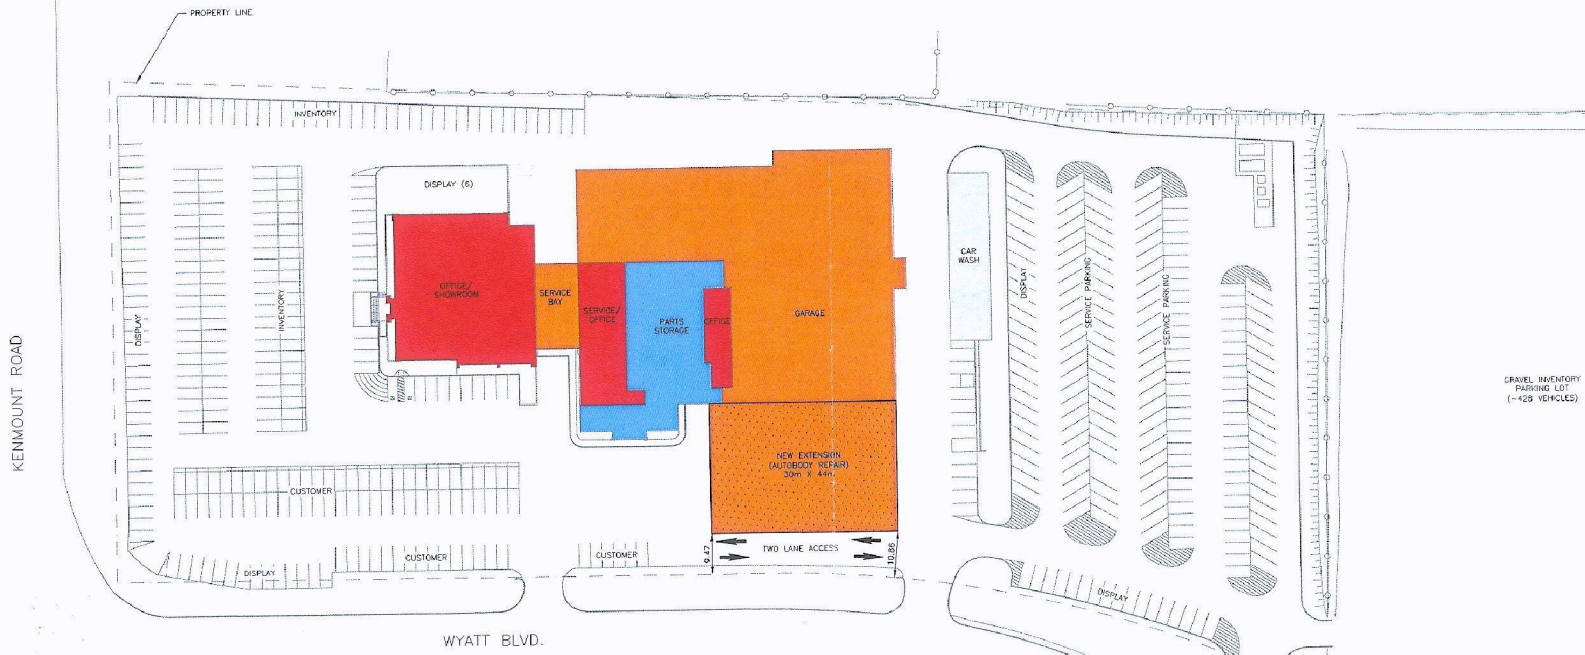 PROPERTY LINE
INVENTORY
DISPLAY (6)
CAR
WASH
OFFICE/
SHOWROOM
SERVICE
BAY
SERVICE/
OFFICE
PARTS
STORAGE
OFFICE
GARAGE
DISPLAY
INVENTORY
DISPLAY
SERVICE PARKING
SERVICE PARKING
KENMOUNT ROAD
GRAVEL INVENTORY
PARKING LOT
(~428 VEHICLES)
NEW EXTENSION
(AUTOBODY REPAIR)
30m X 44m
CUSTOMER
CUSTOMER
CUSTOMER
9.47
TWO LANE ACCESS
10.86
DISPLAY
DISPLAY
WYATT BLVD.